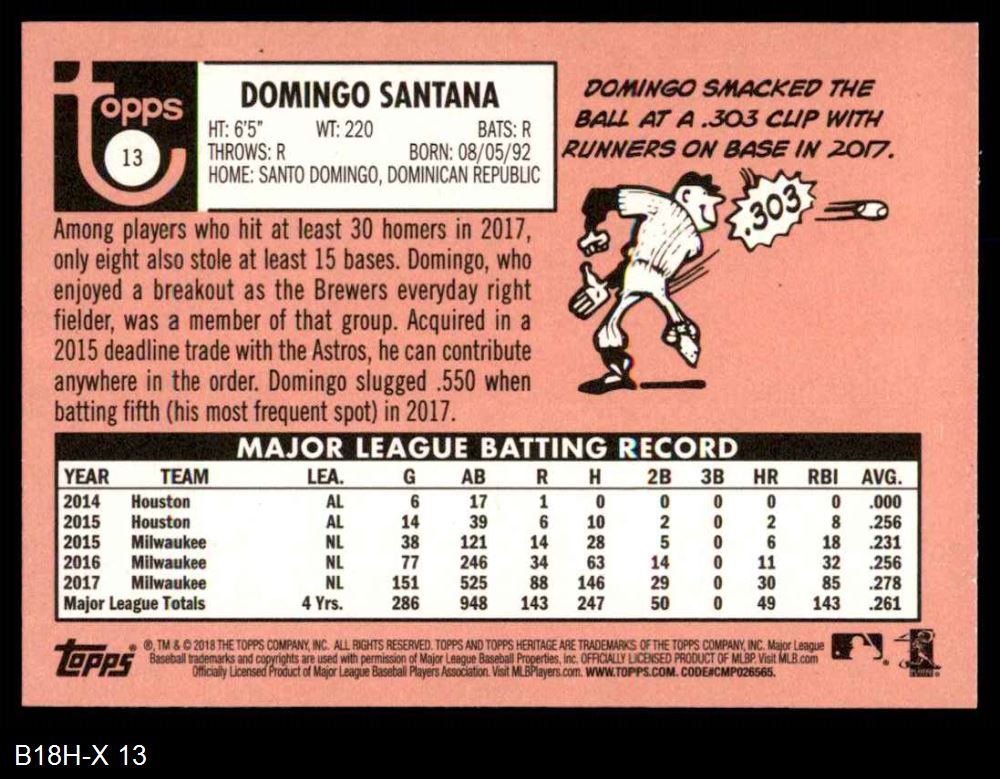 topps
13
DOMINGO SANTANA
HT: 6'5" WT: 220 BATS: R
THROWS: R BORN: 08/05/92
HOME: SANTO DOMINGO, DOMINICAN REPUBLIC
DOMINGO SMACKED THE
BALL AT A .303 CLIP WITH
RUNNERS ON BASE IN 2017.
.303
Among players who hit at least 30 homers in 2017,
only eight also stole at least 15 bases. Domingo, who
enjoyed a breakout as the Brewers everyday right
fielder, was a member of that group. Acquired in a
2015 deadline trade with the Astros, he can contribute
anywhere in the order. Domingo slugged .550 when
batting fifth (his most frequent spot) in 2017.
MAJOR LEAGUE BATTING RECORD
YEAR TEAM LEA. G AB R H 2B 3B HR RBI AVG.
2014 Houston AL 6 17 1 0 0 0 0 0 .000
2015 Houston AL 14 39 6 10 2 0 2 8 .256
2015 Milwaukee NL 38 121 14 28 5 0 6 18 .231
2016 Milwaukee NL 77 246 34 63 14 0 11 32 .256
2017 Milwaukee NL 151 525 88 146 29 0 30 85 .278
Major League Totals 4 Yrs. 286 948 143 247 50 0 49 143 .261
topps
®, TM & © 2018 THE TOPPS COMPANY, INC. ALL RIGHTS RESERVED. TOPPS AND TOPPS HERITAGE ARE TRADEMARKS OF THE TOPPS COMPANY, INC. Major League
Baseball trademarks and copyrights are used with permission of Major League Baseball Properties, Inc. OFFICIALLY LICENSED PRODUCT OF MLBP. Visit MLB.com
Officially Licensed Product of Major League Baseball Players Association. Visit MLBPlayers.com. WWW.TOPPS.COM. CODE#CMP026565.
B18H-X 13